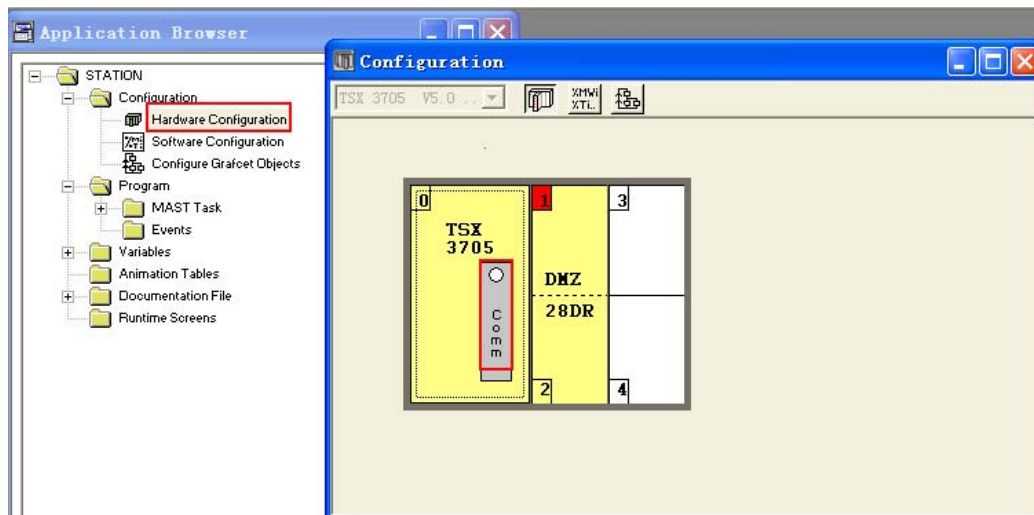 Application Browser
STATION
Configuration
Hardware Configuration
Software Configuration
Configure Grafcet Objects
Program
MAST Task
Events
Variables
Animation Tables
Documentation File
Runtime Screens
Configuration
TSX 3705 V5.0 ..
%MWi
%Ti..
0
TSX
3705
Comm
1
DMZ
28DR
2
3
4